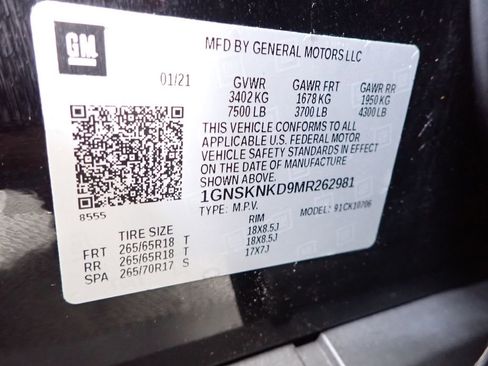 GM
MFD BY GENERAL MOTORS LLC
01/21 GVWR GAWR FRT GAWR RR
3402 KG 1678 KG 1950 KG
7500 LB 3700 LB 4300 LB
THIS VEHICLE CONFORMS TO ALL
APPLICABLE U.S. FEDERAL MOTOR
VEHICLE SAFETY STANDARDS IN EFFECT
ON THE DATE OF MANUFACTURE
SHOWN ABOVE.
1GNSKNKD9MR262981
8555 TYPE: M.P.V. MODEL: 91CK10706
TIRE SIZE RIM
FRT 265/65R18 T 18X8.5J
RR 265/65R18 T 18X8.5J
SPA 265/70R17 S 17X7J